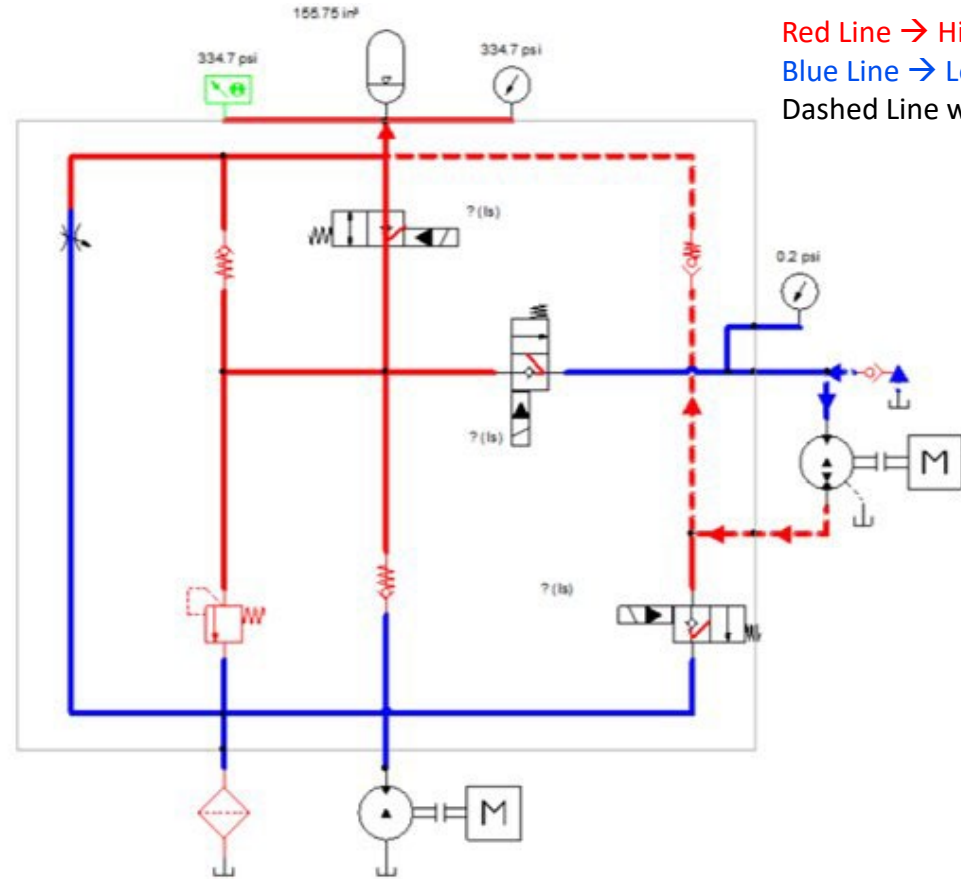 155.75 in³
334.7 psi
334.7 psi
Red Line → Hi
Blue Line → L
Dashed Line w
? (ls)
0.2 psi
? (ls)
? (ls)
M
M